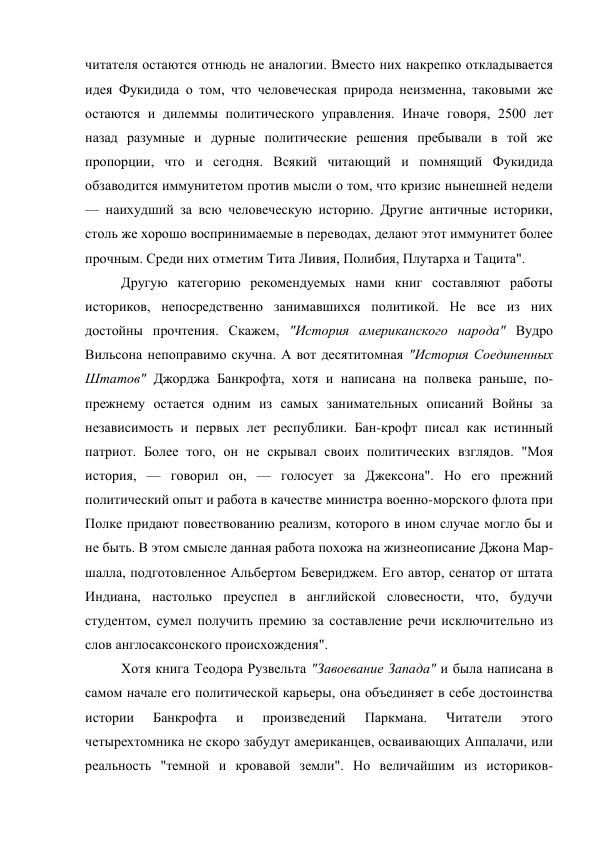 читателя остаются отнюдь не аналогии. Вместо них накрепко откладывается
идея Фукидида о том, что человеческая природа неизменна, таковыми же
остаются и дилеммы политического управления. Иначе говоря, 2500 лет
назад разумные и дурные политические решения пребывали в той же
пропорции, что и сегодня. Всякий читающий и помнящий Фукидида
обзаводится иммунитетом против мысли о том, что кризис нынешней недели
— наихудший за всю человеческую историю. Другие античные историки,
столь же хорошо воспринимаемые в переводах, делают этот иммунитет более
прочным. Среди них отметим Тита Ливия, Полибия, Плутарха и Тацита".
Другую категорию рекомендуемых нами книг составляют работы
историков, непосредственно занимавшихся политикой. Не все из них
достойны прочтения. Скажем, "История американского народа" Вудро
Вильсона непоправимо скучна. А вот десятитомная "История Соединенных
Штатов" Джорджа Банкрофта, хотя и написана на полвека раньше, по-
прежнему остается одним из самых занимательных описаний Войны за
независимость и первых лет республики. Бан-крофт писал как истинный
патриот. Более того, он не скрывал своих политических взглядов. "Моя
история, — говорил он, — голосует за Джексона". Но его прежний
политический опыт и работа в качестве министра военно-морского флота при
Полке придают повествованию реализм, которого в ином случае могло бы и
не быть. В этом смысле данная работа похожа на жизнеописание Джона Мар-
шалла, подготовленное Альбертом Бевериджем. Его автор, сенатор от штата
Индиана, настолько преуспел в английской словесности, что, будучи
студентом, сумел получить премию за составление речи исключительно из
слов англосаксонского происхождения".
Хотя книга Теодора Рузвельта "Завоевание Запада" и была написана в
самом начале его политической карьеры, она объединяет в себе достоинства
истории Банкрофта и произведений Паркмана. Читатели этого
четырехтомника не скоро забудут американцев, осваивающих Аппалачи, или
реальность "темной и кровавой земли". Но величайшим из историков-